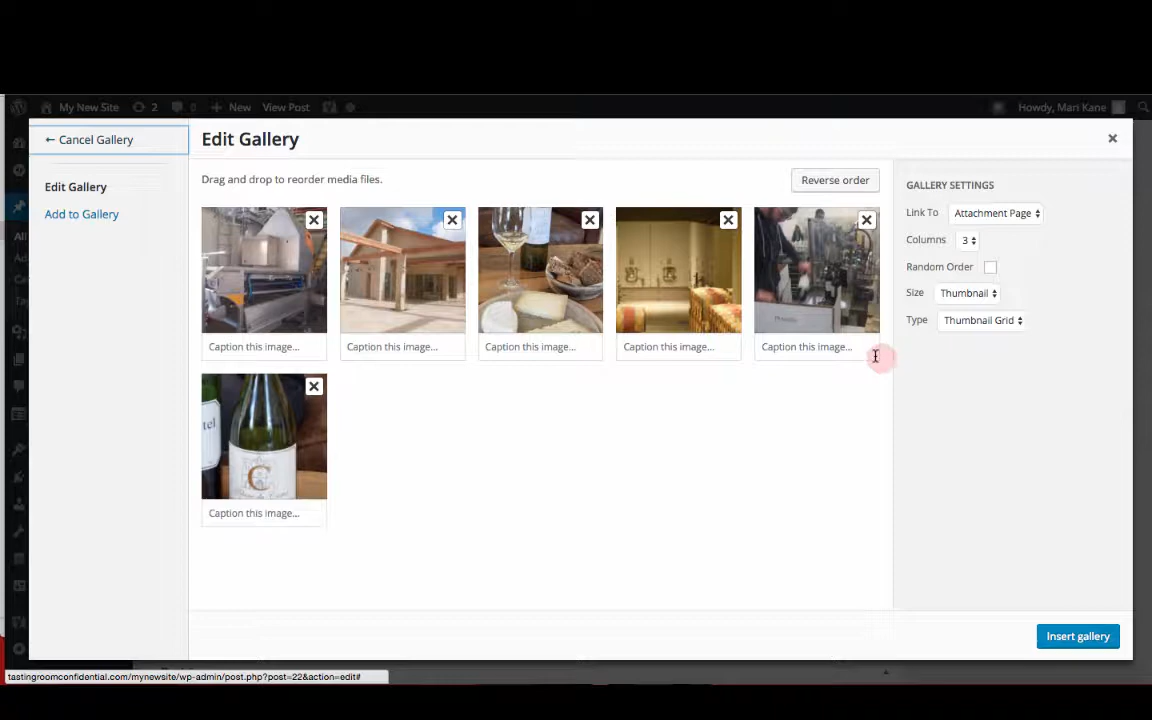 My New Site 2 0 New View Post Howdy, Mari Kane
← Cancel Gallery
Edit Gallery
Add to Gallery
Edit Gallery
Drag and drop to reorder media files.
Reverse order
Caption this image...
Caption this image...
Caption this image...
Caption this image...
Caption this image...
Caption this image...
GALLERY SETTINGS
Link To Attachment Page
Columns 3
Random Order
Size Thumbnail
Type Thumbnail Grid
Insert gallery
All
tastingroomconfidential.com/mynewsite/wp-admin/post.php?post=22&action=edit#